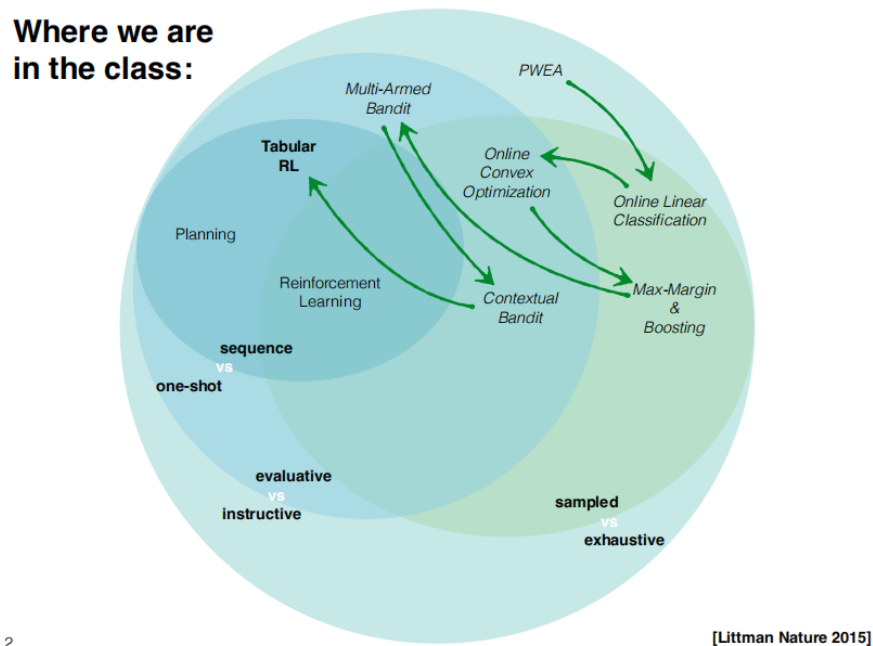 Where we are
in the class:
PWEA
Multi-Armed
Bandit
Tabular
RL
Online
Convex
Optimization
Online Linear
Classification
Planning
Reinforcement
Learning
Contextual
Bandit
Max-Margin
&
Boosting
sequence
vs
one-shot
evaluative
vs
instructive
sampled
vs
exhaustive
2
[Littman Nature 2015]